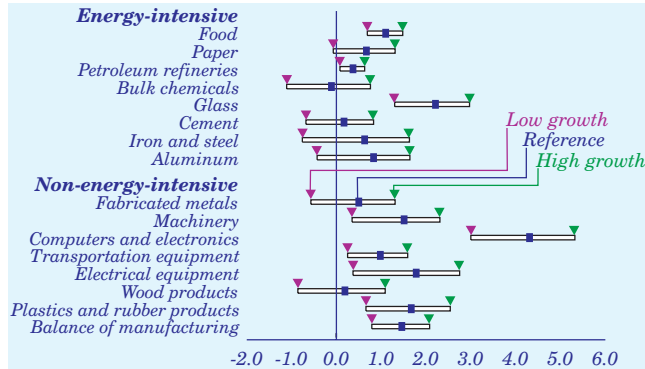 Energy-intensive
Food
Paper
Petroleum refineries
Bulk chemicals
Glass
Cement
Iron and steel
Aluminum
Low growth
Reference
High growth
Non-energy-intensive
Fabricated metals
Machinery
Computers and electronics
Transportation equipment
Electrical equipment
Wood products
Plastics and rubber products
Balance of manufacturing
-2.0 -1.0 0.0 1.0 2.0 3.0 4.0 5.0 6.0